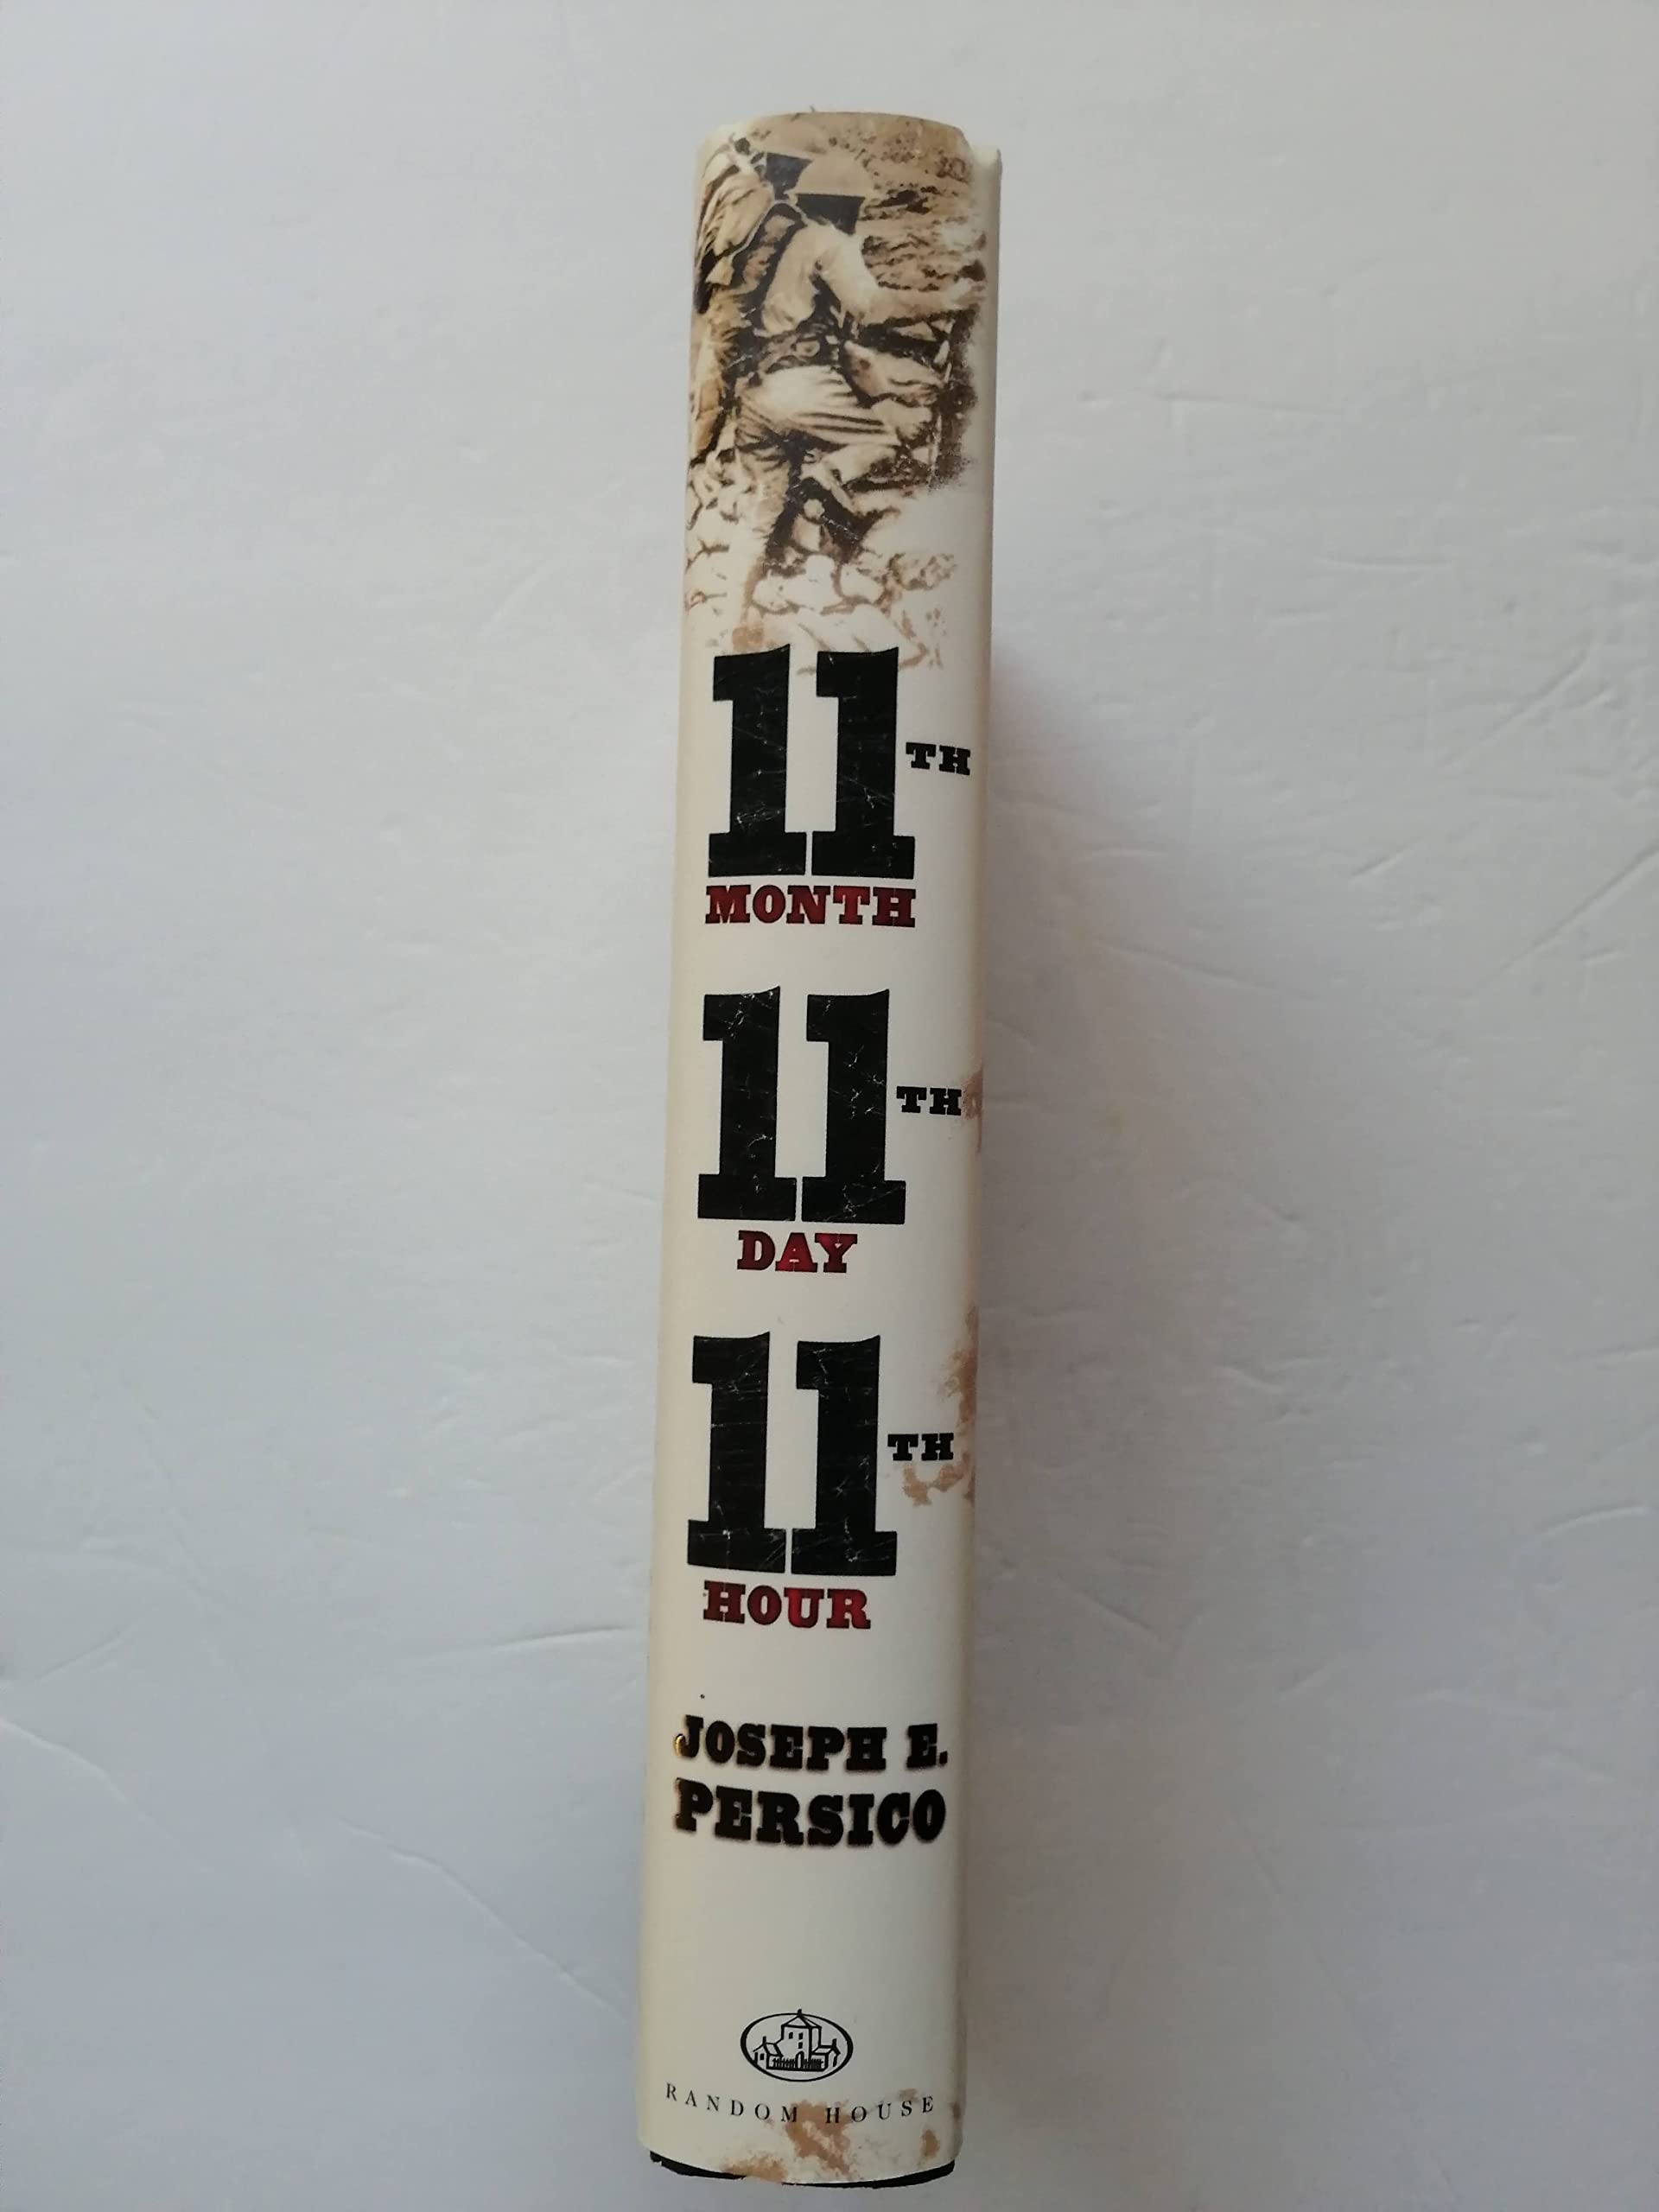 11TH
MONTH
11TH
DAY
11TH
HOUR
JOSEPH E.
PERSICO
RANDOM HOUSE